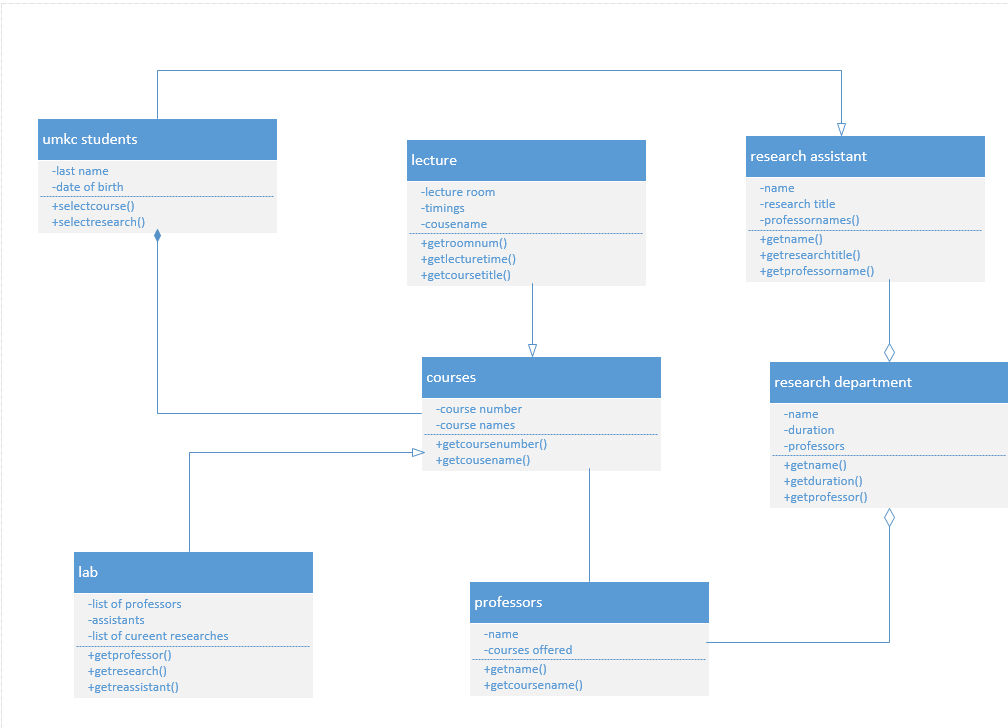 umkc students
-last name
-date of birth
+selectcourse()
+selectresearch()
lecture
-lecture room
-timings
-cousename
+getroomnum()
+getlecturetime()
+getcoursetitle()
research assistant
-name
-research title
-professornames()
+getname()
+getresearchtitle()
+getprofessorname()
courses
-course number
-course names
+getcoursenumber()
+getcousename()
research department
-name
-duration
-professors
+getname()
+getduration()
+getprofessor()
lab
-list of professors
-assistants
-list of cureent researches
+getprofessor()
+getresearch()
+getreassistant()
professors
-name
-courses offered
+getname()
+getcoursename()